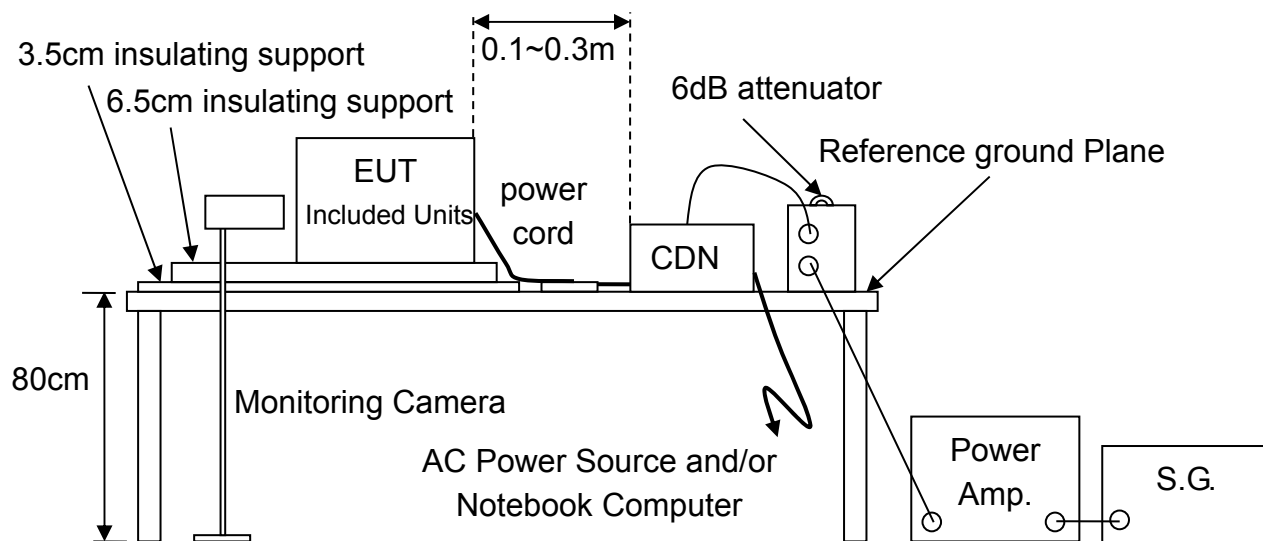 0.1~0.3m
3.5cm insulating support
6.5cm insulating support
6dB attenuator
Reference ground Plane
EUT
Included Units
power
cord
CDN
80cm
Monitoring Camera
AC Power Source and/or
Notebook Computer
Power
Amp.
S.G.